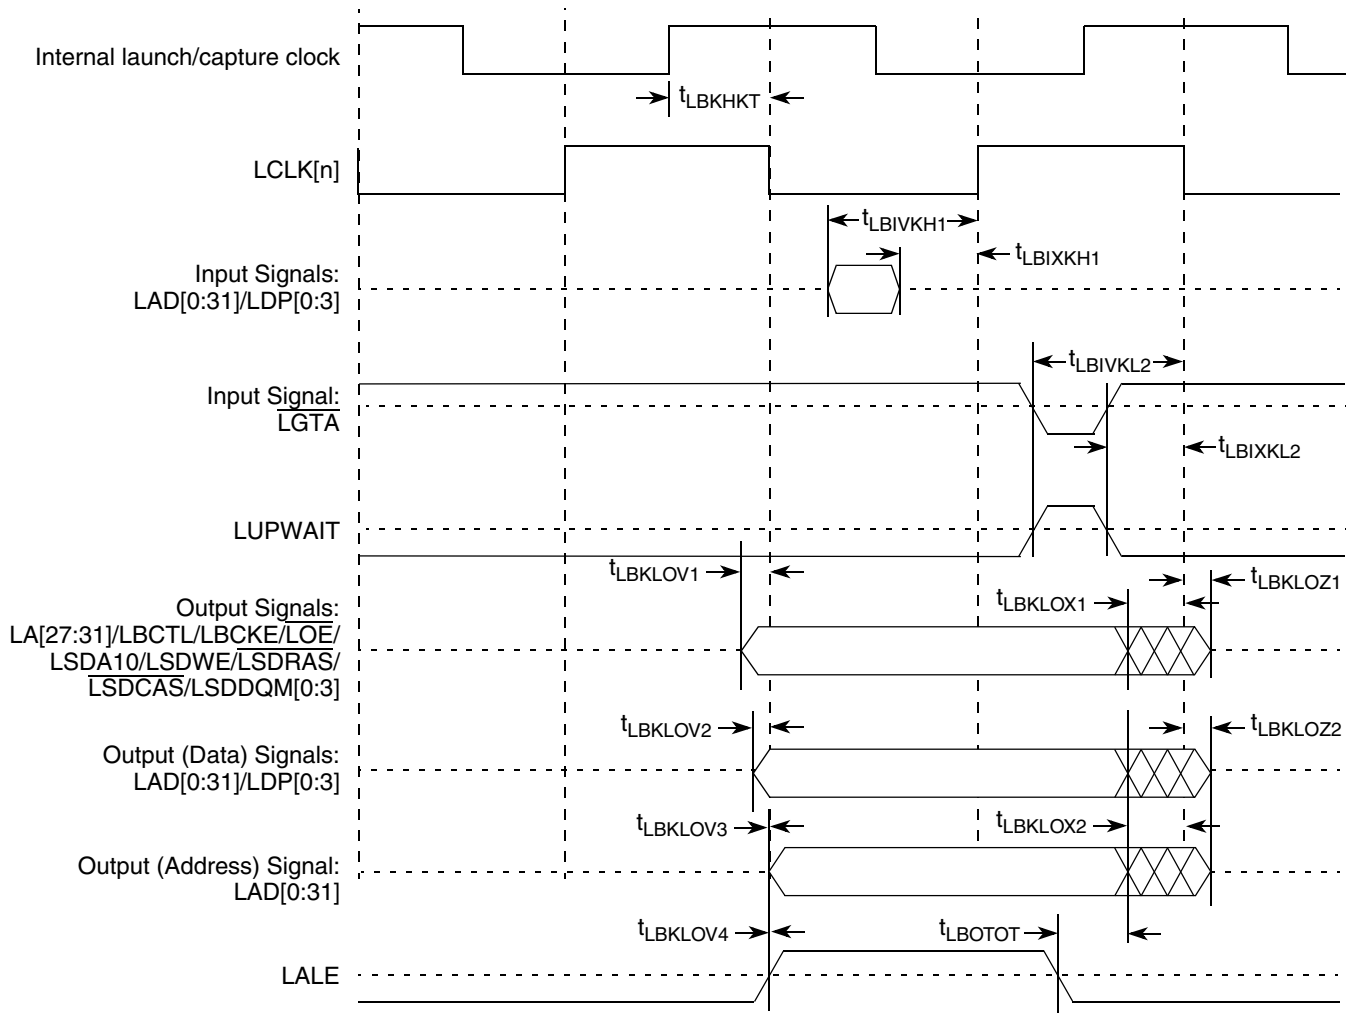 Internal launch/capture clock
tLBKHKT
LCLK[n]
tLBIVKH1
tLBIXKH1
Input Signals:
LAD[0:31]/LDP[0:3]
tLBIVKL2
Input Signal:
LGTA
tLBIXKL2
LUPWAIT
tLBKLOV1
tLBKLOZ1
tLBKLOX1
Output Signals:
LA[27:31]/LBCTL/LBCKE/LOE/
LSDA10/LSDWE/LSDRAS/
LSDCAS/LSDDQM[0:3]
tLBKLOV2
tLBKLOZ2
Output (Data) Signals:
LAD[0:31]/LDP[0:3]
tLBKLOV3
tLBKLOX2
Output (Address) Signal:
LAD[0:31]
tLBKLOV4
tLBOTOT
LALE